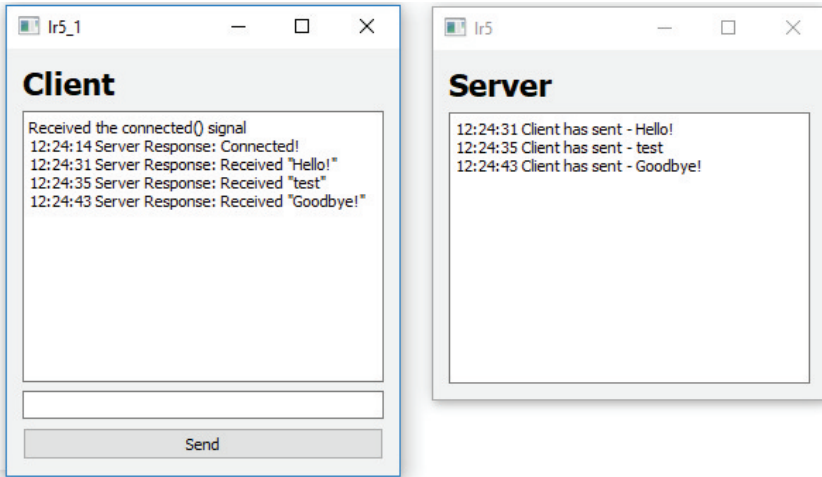 lr5_1
Client
Received the connected() signal
12:24:14 Server Response: Connected!
12:24:31 Server Response: Received "Hello!"
12:24:35 Server Response: Received "test"
12:24:43 Server Response: Received "Goodbye!"
Send
lr5
Server
12:24:31 Client has sent - Hello!
12:24:35 Client has sent - test
12:24:43 Client has sent - Goodbye!